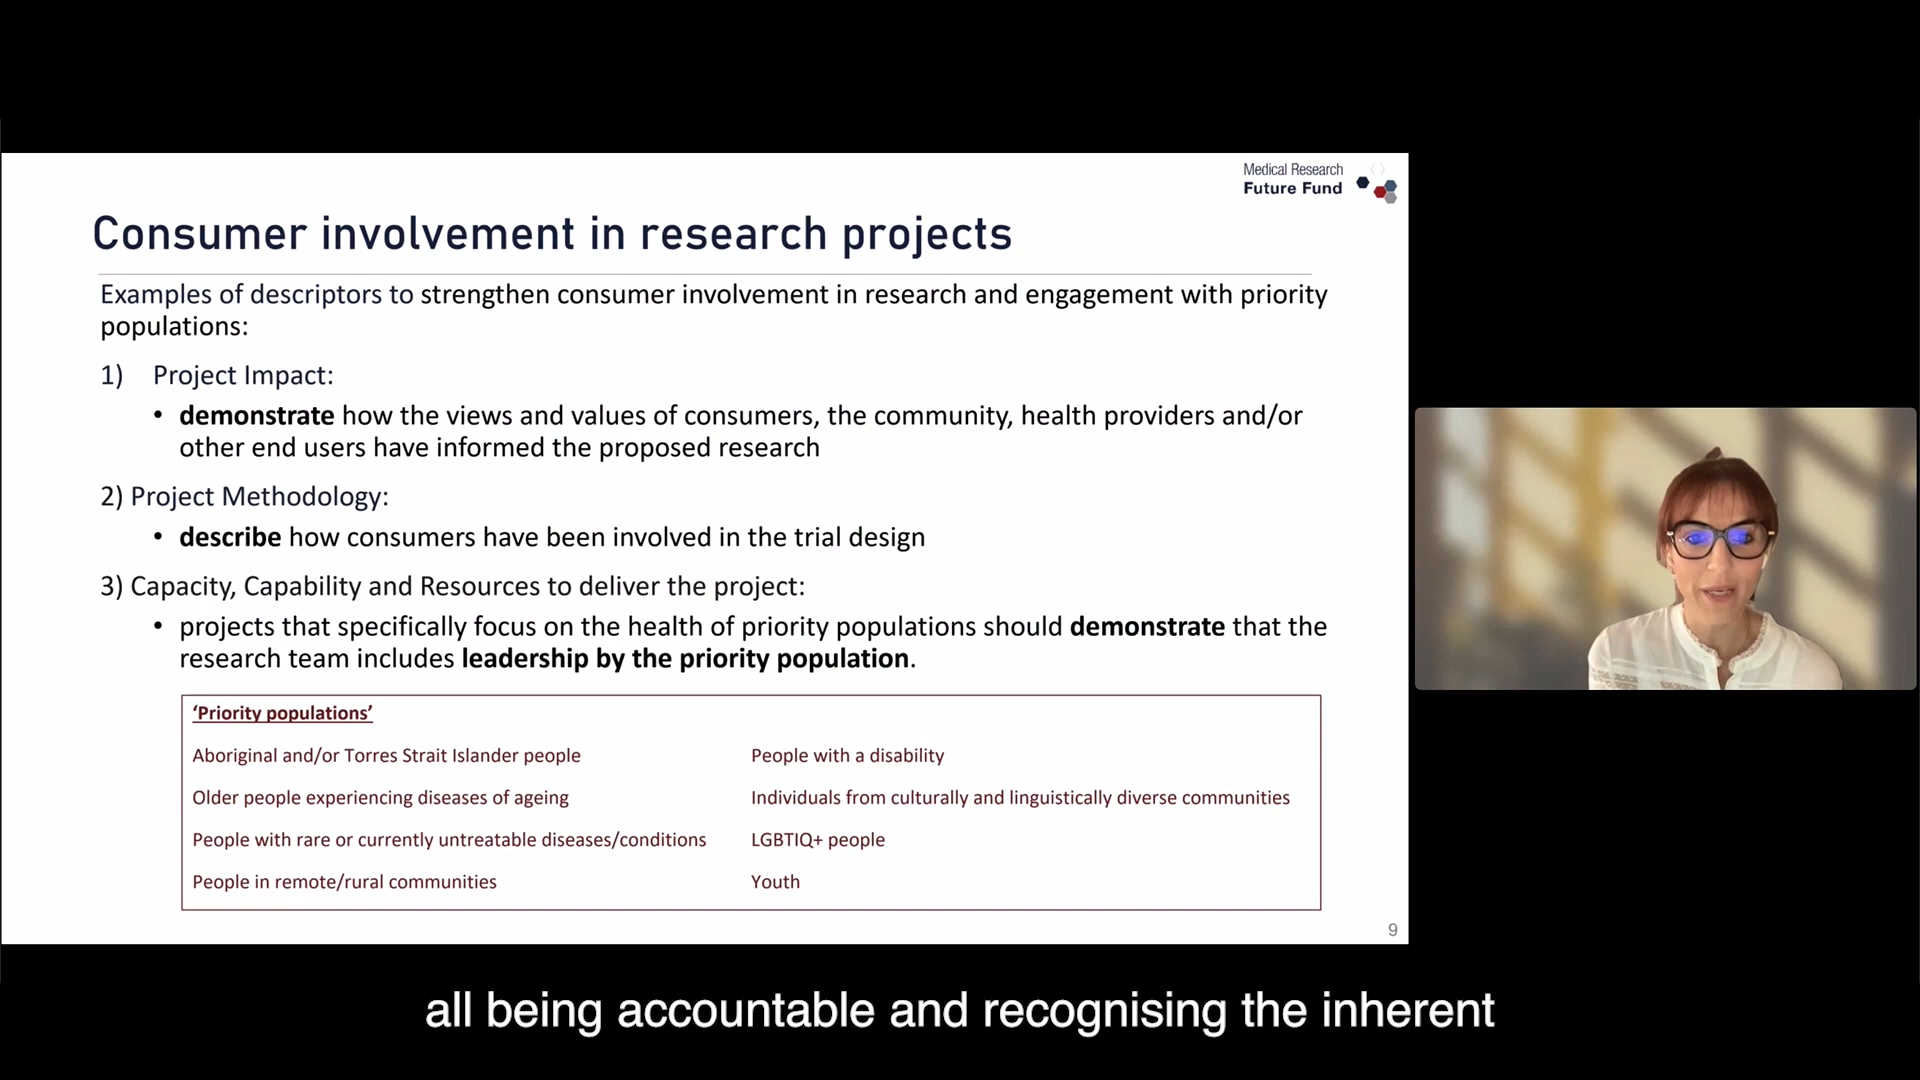 Medical Research
Future Fund
Consumer involvement in research projects
Examples of descriptors to strengthen consumer involvement in research and engagement with priority
populations:
1) Project Impact:
• demonstrate how the views and values of consumers, the community, health providers and/or
other end users have informed the proposed research
2) Project Methodology:
• describe how consumers have been involved in the trial design
3) Capacity, Capability and Resources to deliver the project:
• projects that specifically focus on the health of priority populations should demonstrate that the
research team includes leadership by the priority population.
‘Priority populations’
Aboriginal and/or Torres Strait Islander people
People with a disability
Older people experiencing diseases of ageing
Individuals from culturally and linguistically diverse communities
People with rare or currently untreatable diseases/conditions
LGBTIQ+ people
People in remote/rural communities
Youth
9
all being accountable and recognising the inherent